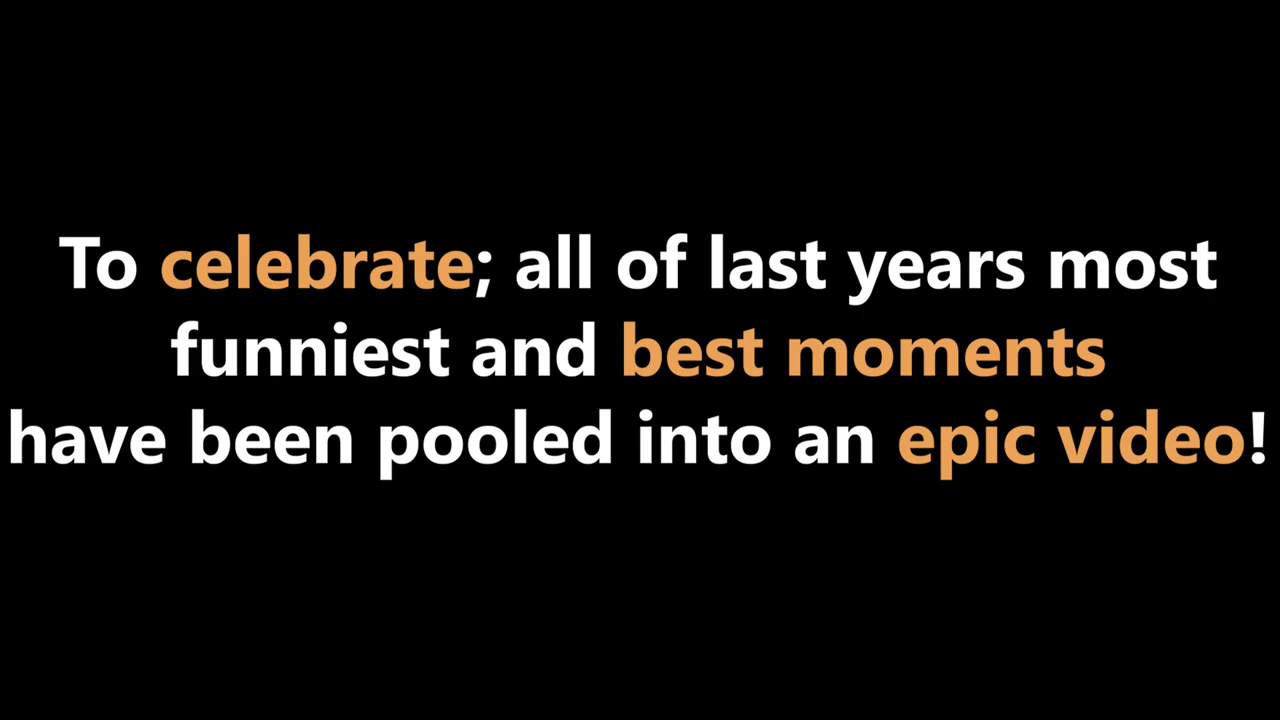 To celebrate; all of last years most
funniest and best moments
have been pooled into an epic video!